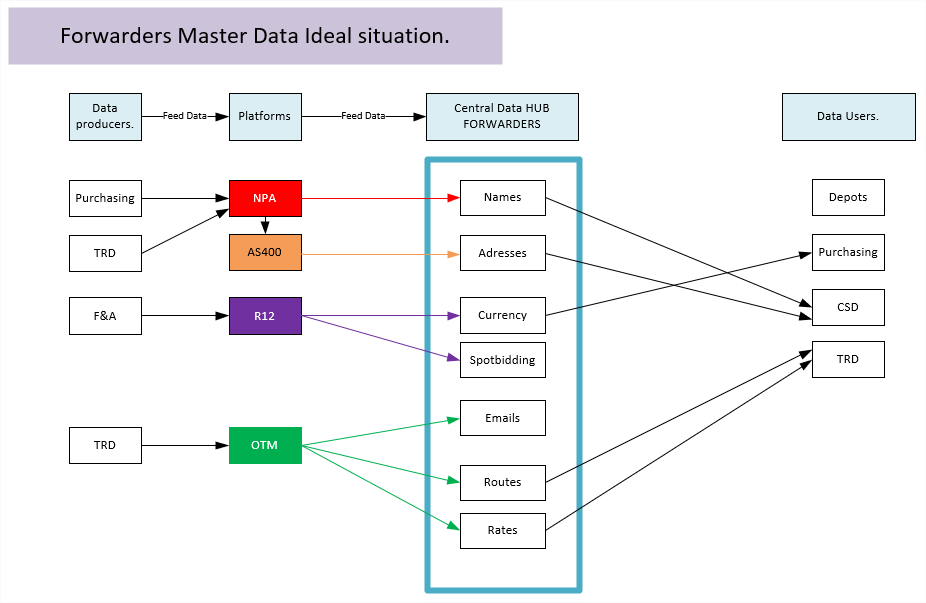 Forwarders Master Data Ideal situation.
Data
producers.
Feed Data
Platforms
Feed Data
Central Data HUB
FORWARDERS
Data Users.
Purchasing
NPA
Names
Depots
TRD
AS400
Adresses
Purchasing
F&A
R12
Currency
CSD
Spotbidding
TRD
Emails
TRD
OTM
Routes
Rates